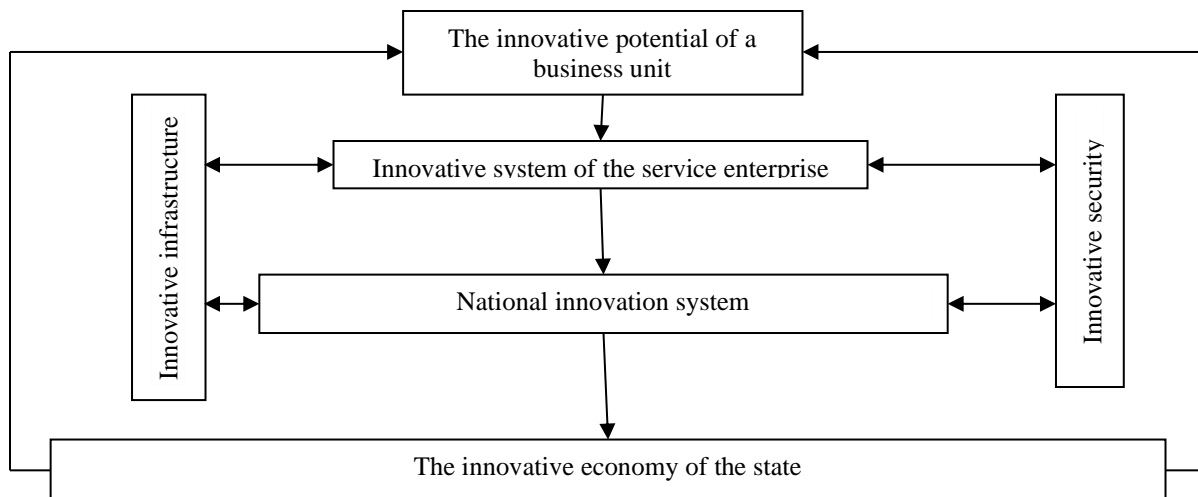 The innovative potential of a
business unit
Innovative infrastructure
Innovative system of the service enterprise
Innovative security
National innovation system
The innovative economy of the state